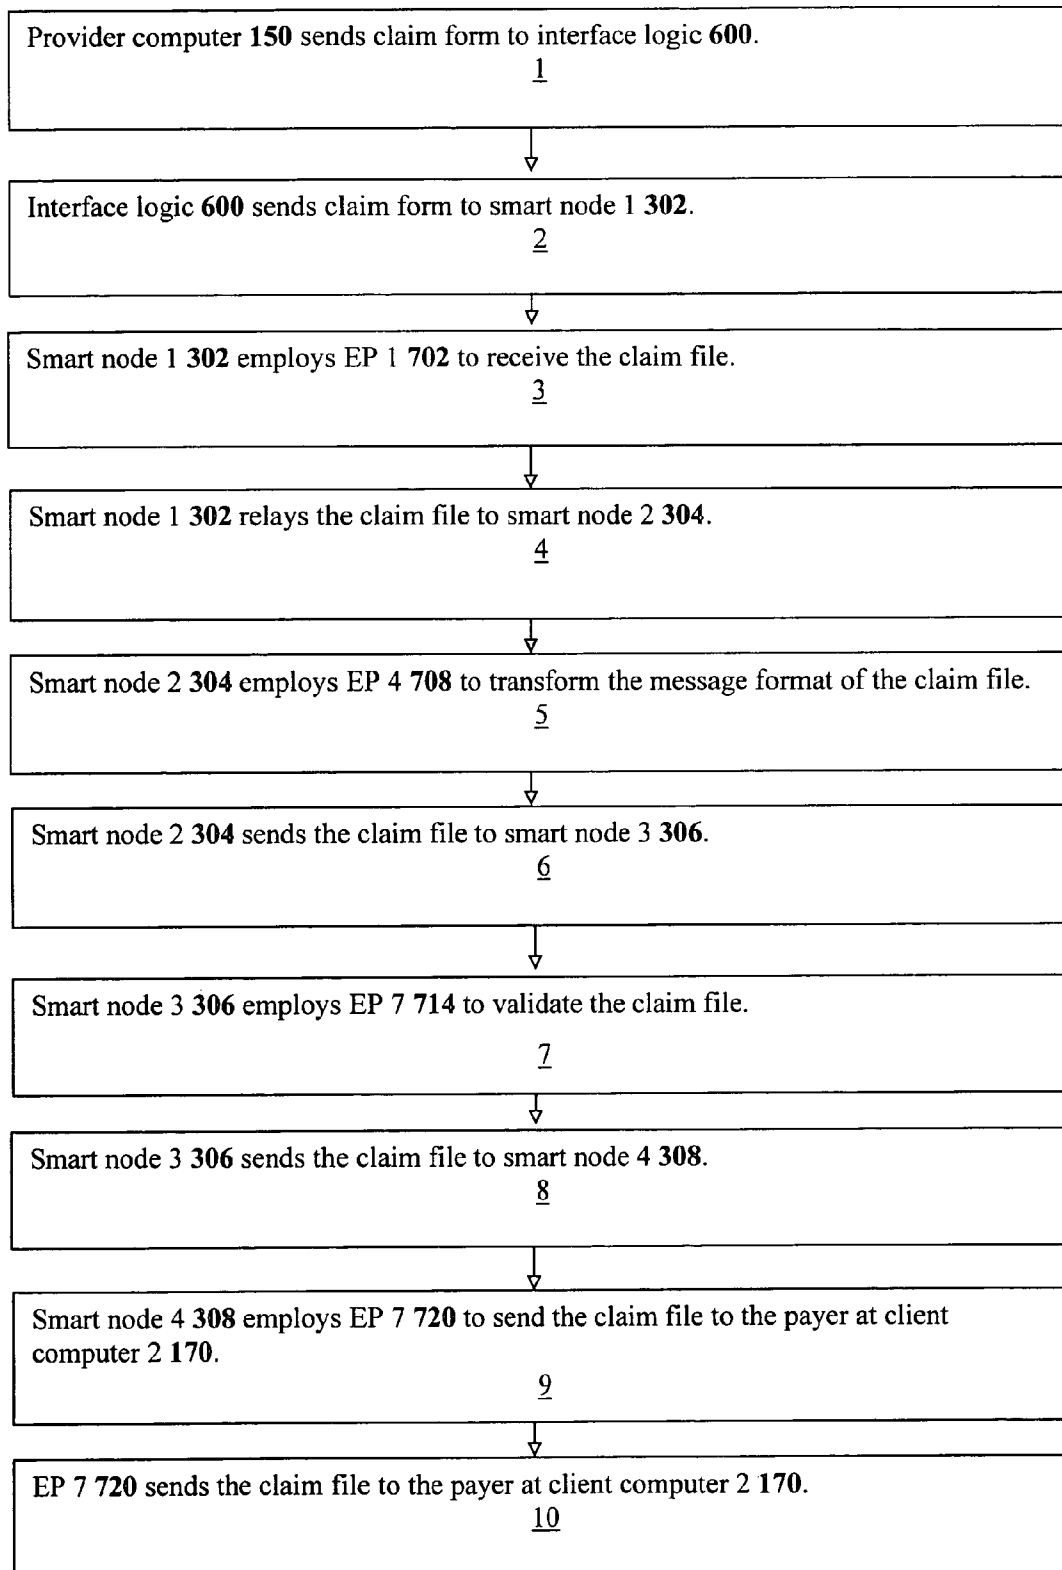 Provider computer 150 sends claim form to interface logic 600.
1
Interface logic 600 sends claim form to smart node 1 302.
2
Smart node 1 302 employs EP 1 702 to receive the claim file.
3
Smart node 1 302 relays the claim file to smart node 2 304.
4
Smart node 2 304 employs EP 4 708 to transform the message format of the claim file.
5
Smart node 2 304 sends the claim file to smart node 3 306.
6
Smart node 3 306 employs EP 7 714 to validate the claim file.
7
Smart node 3 306 sends the claim file to smart node 4 308.
8
Smart node 4 308 employs EP 7 720 to send the claim file to the payer at client
computer 2 170.
9
EP 7 720 sends the claim file to the payer at client computer 2 170.
10